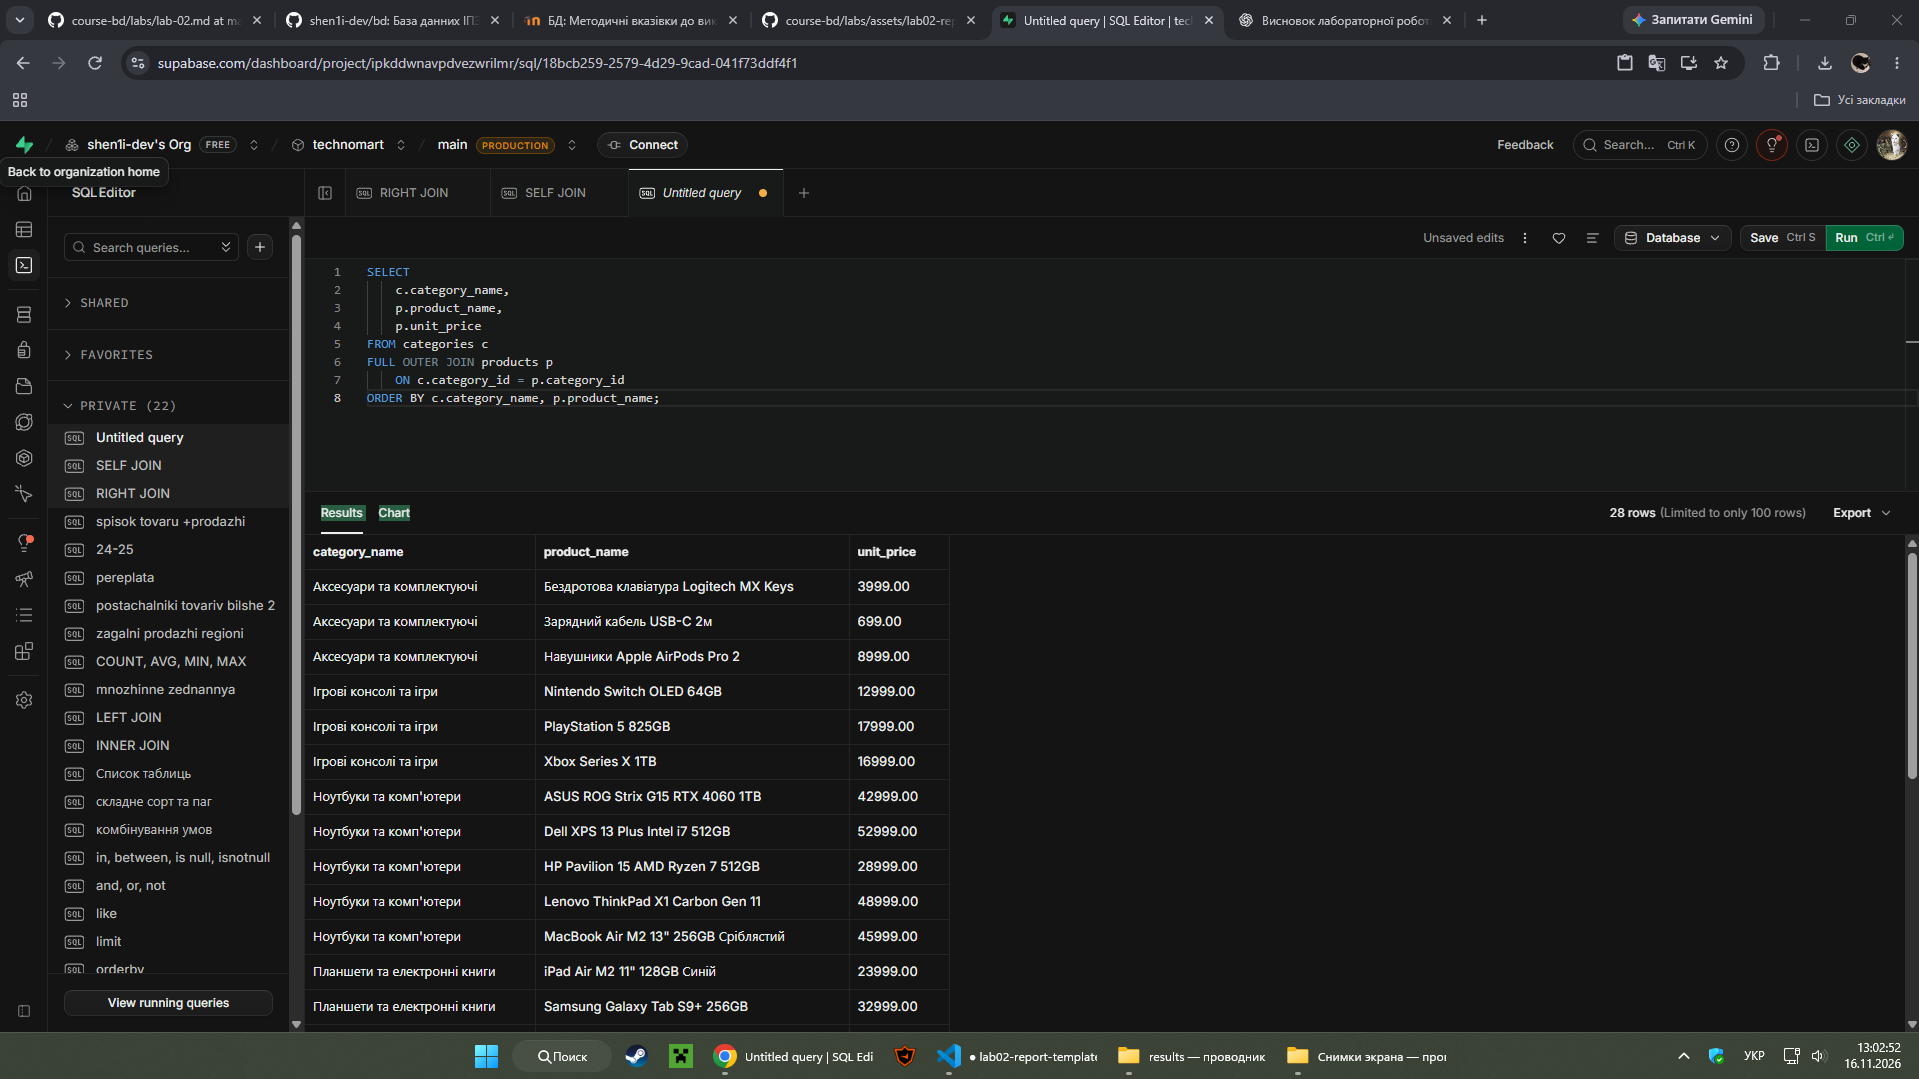 course-bd/labs/lab-02.md at ma
shen1i-dev/bd: База данних ІПЗ
БД: Методичні вказівки до вик
course-bd/labs/assets/lab02-rep
Untitled query | SQL Editor | tec
Висновок лабораторної робот
Запитати Gemini
supabase.com/dashboard/project/ipkddwnavpdvezwrilmr/sql/18bcb259-2579-4d29-9cad-041f73ddf4f1
Усі закладки
shen1i-dev's Org FREE / technomart / main PRODUCTION Connect
Feedback Search... Ctrl K
Back to organization home
SQL Editor
RIGHT JOIN
SELF JOIN
Untitled query
Search queries...
Unsaved edits
Database
Save Ctrl S
Run Ctrl
SHARED
FAVORITES
PRIVATE (22)
Untitled query
SELF JOIN
RIGHT JOIN
spisok tovaru +prodazhi
24-25
pereplata
postachalniki tovariv bilshe 2
zagalni prodazhi regioni
COUNT, AVG, MIN, MAX
mnozhinne zednannya
LEFT JOIN
INNER JOIN
Список таблиць
складне сорт та паг
комбінування умов
in, between, is null, isnotnull
and, or, not
like
limit
orderby
View running queries
1 SELECT
2 c.category_name,
3 p.product_name,
4 p.unit_price
5 FROM categories c
6 FULL OUTER JOIN products p
7 ON c.category_id = p.category_id
8 ORDER BY c.category_name, p.product_name;
Results Chart
28 rows (Limited to only 100 rows) Export
category_name product_name unit_price
Аксесуари та комплектуючі Бездротова клавіатура Logitech MX Keys 3999.00
Аксесуари та комплектуючі Зарядний кабель USB-C 2м 699.00
Аксесуари та комплектуючі Навушники Apple AirPods Pro 2 8999.00
Ігрові консолі та ігри Nintendo Switch OLED 64GB 12999.00
Ігрові консолі та ігри PlayStation 5 825GB 17999.00
Ігрові консолі та ігри Xbox Series X 1TB 16999.00
Ноутбуки та комп'ютери ASUS ROG Strix G15 RTX 4060 1TB 42999.00
Ноутбуки та комп'ютери Dell XPS 13 Plus Intel i7 512GB 52999.00
Ноутбуки та комп'ютери HP Pavilion 15 AMD Ryzen 7 512GB 28999.00
Ноутбуки та комп'ютери Lenovo ThinkPad X1 Carbon Gen 11 48999.00
Ноутбуки та комп'ютери MacBook Air M2 13" 256GB Сріблястий 45999.00
Планшети та електронні книги iPad Air M2 11" 128GB Синій 23999.00
Планшети та електронні книги Samsung Galaxy Tab S9+ 256GB 32999.00
Поиск
Untitled query | SQL Edi
● lab02-report-template
results — проводник
Снимки экрана — про
УКР
13:02:52
16.11.2026